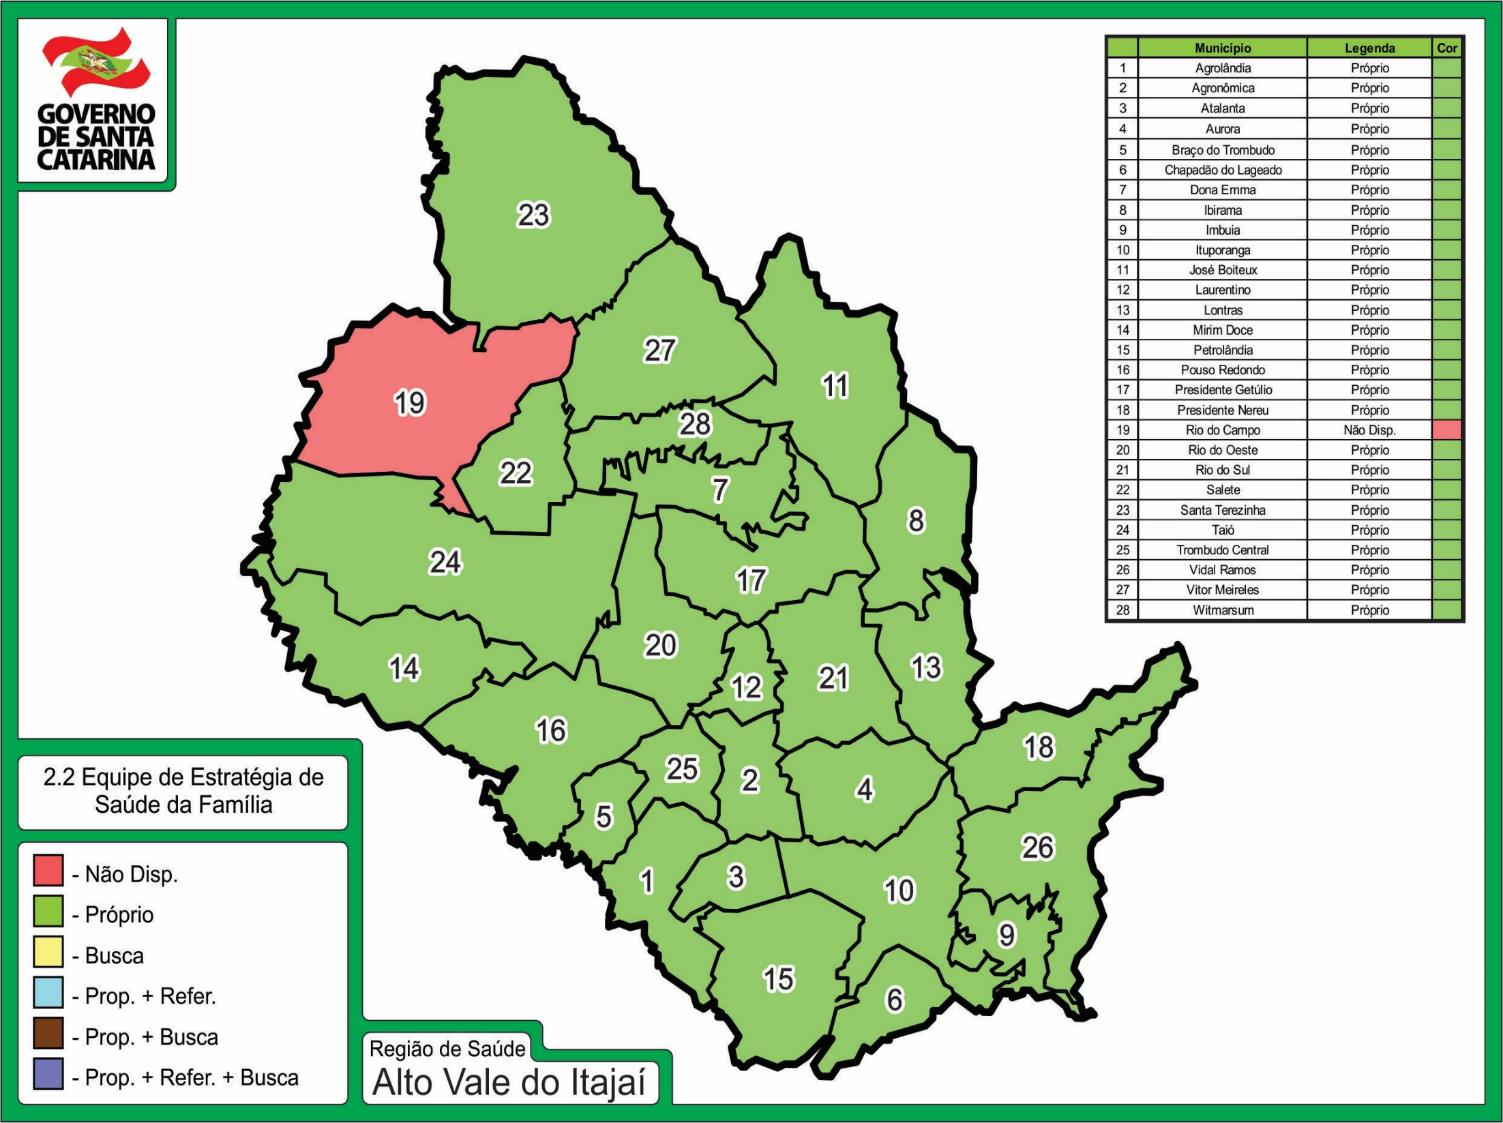 GOVERNO
DE SANTA
CATARINA
Município Legenda Cor
1 Agrolândia Próprio
2 Agronômica Próprio
3 Atalanta Próprio
4 Aurora Próprio
5 Braço do Trombudo Próprio
6 Chapadão do Lageado Próprio
7 Dona Emma Próprio
8 Ibirama Próprio
9 Imbuia Próprio
10 Ituporanga Próprio
11 José Boiteux Próprio
12 Laurentino Próprio
13 Lontras Próprio
14 Mirim Doce Próprio
15 Petrolândia Próprio
16 Pouso Redondo Próprio
17 Presidente Getúlio Próprio
18 Presidente Nereu Próprio
19 Rio do Campo Não Disp.
20 Rio do Oeste Próprio
21 Rio do Sul Próprio
22 Salete Próprio
23 Santa Terezinha Próprio
24 Taió Próprio
25 Trombudo Central Próprio
26 Vidal Ramos Próprio
27 Vitor Meireles Próprio
28 Witmarsum Próprio
23
27
11
19
28
22
7
8
24
17
20
14
12
21
13
16
18
25
2
4
5
26
1
3
10
9
15
6
2.2 Equipe de Estratégia de
Saúde da Família
- Não Disp.
- Próprio
- Busca
- Prop. + Refer.
- Prop. + Busca
- Prop. + Refer. + Busca
Região de Saúde
Alto Vale do Itajaí